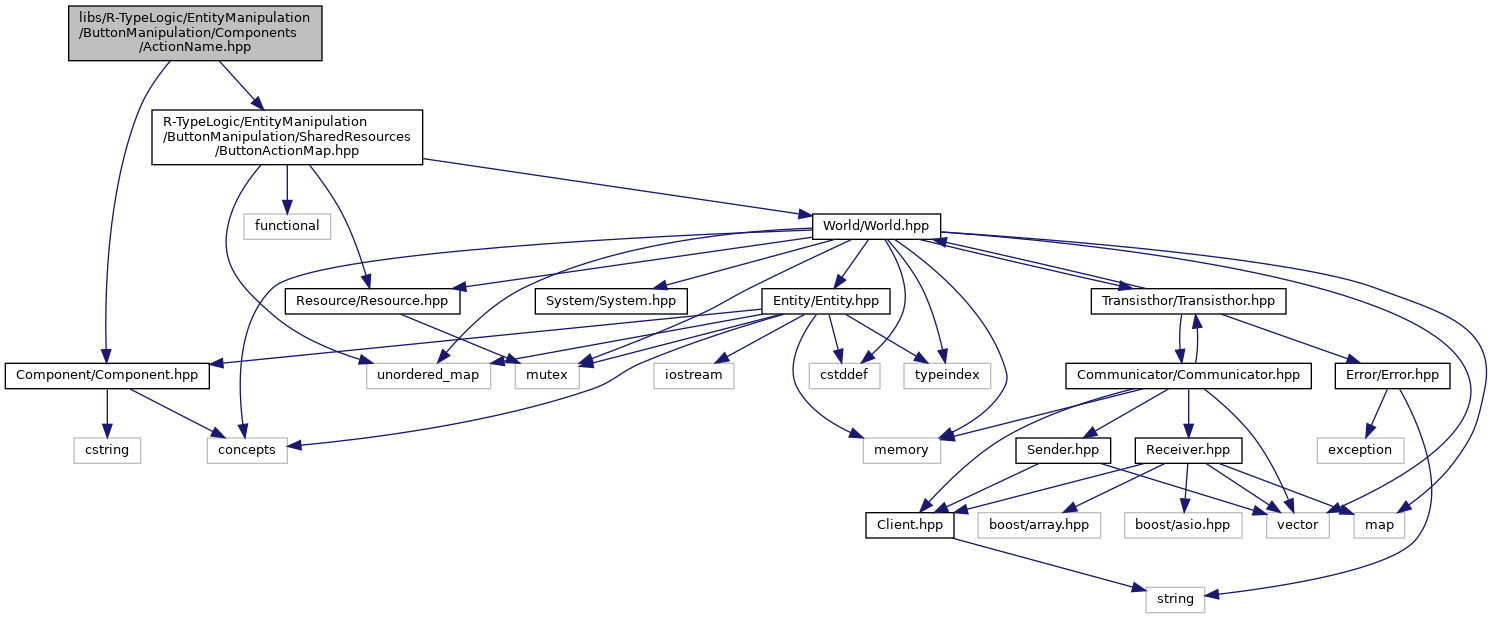 libs/R-TypeLogic/EntityManipulation
/ButtonManipulation/Components
/ActionName.hpp
R-TypeLogic/EntityManipulation
/ButtonManipulation/SharedResources
/ButtonActionMap.hpp
functional
World/World.hpp
Resource/Resource.hpp
System/System.hpp
Entity/Entity.hpp
Transisthor/Transisthor.hpp
Component/Component.hpp
unordered_map
mutex
iostream
cstddef
typeindex
Communicator/Communicator.hpp
Error/Error.hpp
cstring
concepts
memory
Sender.hpp
Receiver.hpp
exception
Client.hpp
boost/array.hpp
boost/asio.hpp
vector
map
string